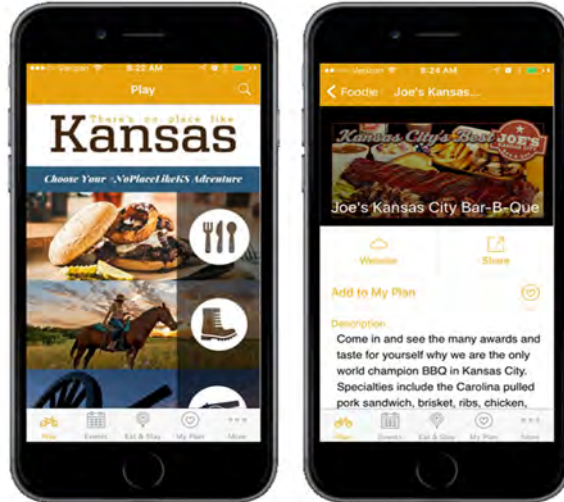 Verizon 8:22 AM
Play
There's no place like
Kansas
Choose Your #NoPlaceLikeKS Adventure
Play Events Eat & Stay My Plan More
Verizon 8:24 AM
Foodie Joe's Kansas...
Kansas City's Best JOE'S
Joe's Kansas City Bar-B-Que
Website Share
Add to My Plan
Description
Come in and see the many awards and
taste for yourself why we are the only
world champion BBQ in Kansas City.
Specialties include the Carolina pulled
pork sandwich, brisket, ribs, chicken,
Play Events Eat & Stay My Plan More